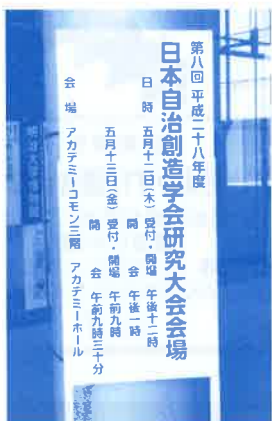 第八回 平成二十八年度
日本自治創造学会研究大会会場
日 時 五月十二日(木) 受付・開場 午後十二時
開 会 午後一時
五月十三日(金) 受付・開場 午前九時
開 会 午前九時三十分
会 場 アカデミーコモン三階 アカデミーホール